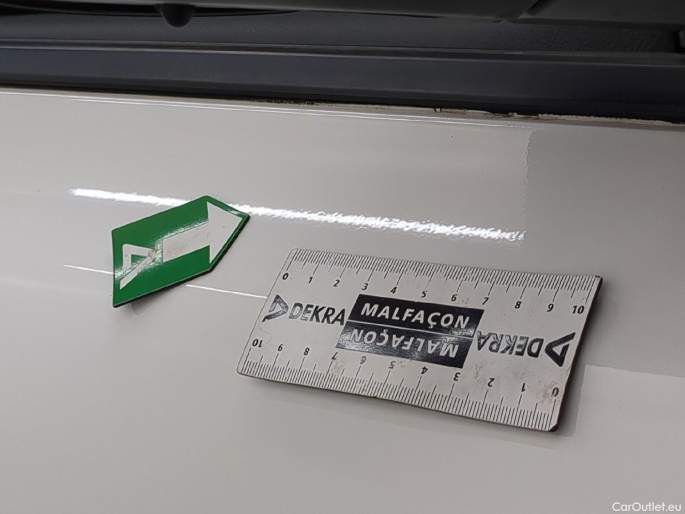 0 1 2 3 4 5 6 7 8 9 10
DEKRA MALFAÇON
MALFAÇON DEKRA
10 9 8 7 6 5 4 3 2 1 0
CarOutlet.eu